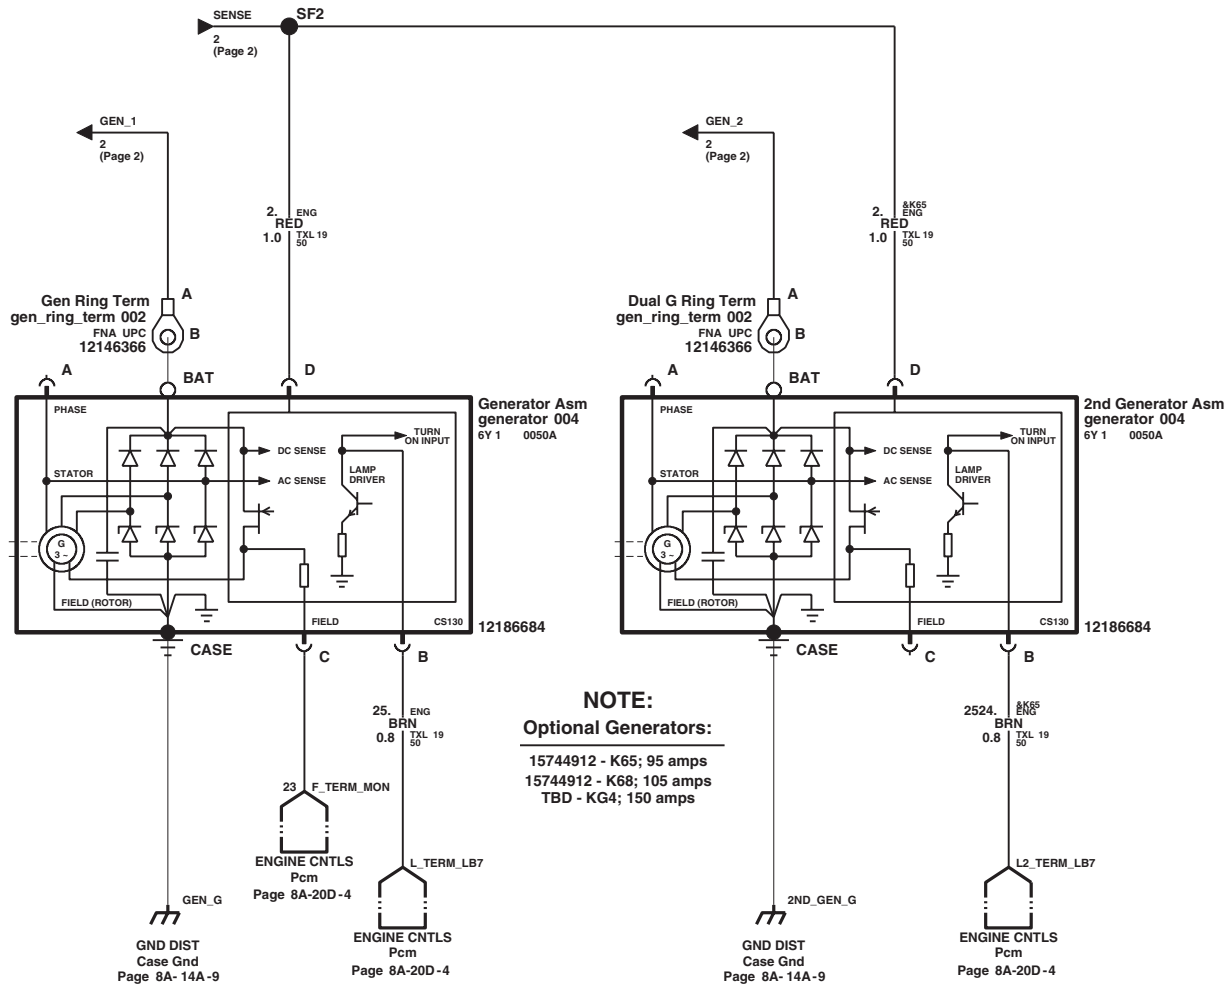 SENSE
2
(Page 2)
SF2
GEN_1
2
(Page 2)
GEN_2
2
(Page 2)
2. ENG
RED
1.0 TXL 19
50
&K65
2. ENG
RED
1.0 TXL 19
50
Gen Ring Term
gen_ring_term 002
FNA UPC
12146366
A
B
Dual G Ring Term
gen_ring_term 002
FNA UPC
12146366
A
B
A
BAT
D
A
BAT
D
PHASE
STATOR
G
3 ~
FIELD (ROTOR)
DC SENSE
AC SENSE
TURN
ON INPUT
LAMP
DRIVER
FIELD
CS130
Generator Asm
generator 004
6Y 1 0050A
12186684
CASE
C
B
PHASE
STATOR
G
3 ~
FIELD (ROTOR)
DC SENSE
AC SENSE
TURN
ON INPUT
LAMP
DRIVER
FIELD
CS130
2nd Generator Asm
generator 004
6Y 1 0050A
12186684
CASE
C
B
25. ENG
BRN
0.8 TXL 19
50
NOTE:
Optional Generators:
15744912 - K65; 95 amps
15744912 - K68; 105 amps
TBD - KG4; 150 amps
&K65
2524. ENG
BRN
0.8 TXL 19
50
23 F_TERM_MON
ENGINE CNTLS
Pcm
Page 8A-20D-4
L_TERM_LB7
ENGINE CNTLS
Pcm
Page 8A-20D-4
GEN_G
GND DIST
Case Gnd
Page 8A- 14A-9
2ND_GEN_G
GND DIST
Case Gnd
Page 8A- 14A-9
L2_TERM_LB7
ENGINE CNTLS
Pcm
Page 8A-20D-4